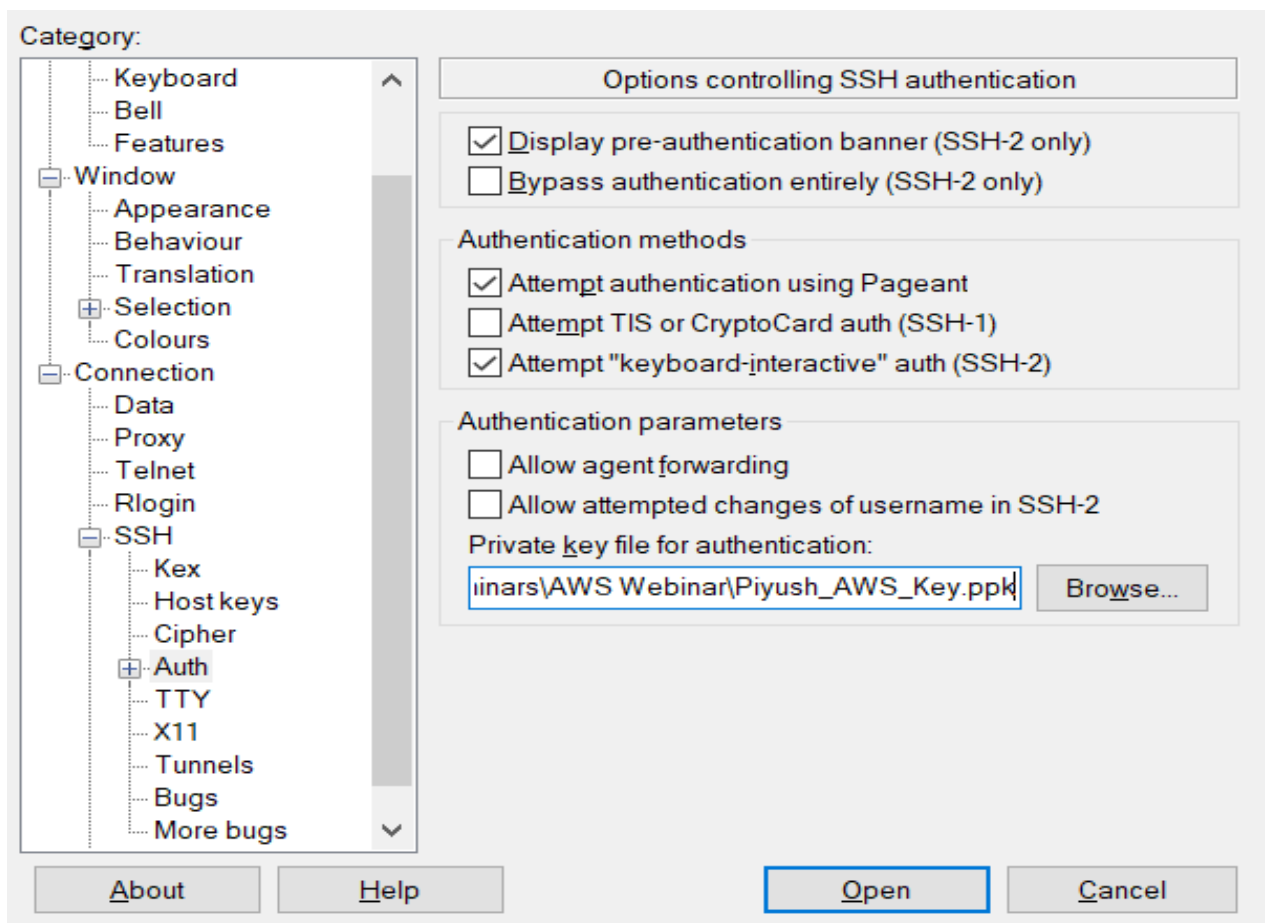 Category:
Keyboard
Bell
Features
Window
Appearance
Behaviour
Translation
Selection
Colours
Connection
Data
Proxy
Telnet
Rlogin
SSH
Kex
Host keys
Cipher
Auth
TTY
X11
Tunnels
Bugs
More bugs
Options controlling SSH authentication
Display pre-authentication banner (SSH-2 only)
Bypass authentication entirely (SSH-2 only)
Authentication methods
Attempt authentication using Pageant
Attempt TIS or CryptoCard auth (SSH-1)
Attempt "keyboard-interactive" auth (SSH-2)
Authentication parameters
Allow agent forwarding
Allow attempted changes of username in SSH-2
Private key file for authentication:
inars\AWS Webinar\Piyush_AWS_Key.ppk
Browse...
About
Help
Open
Cancel